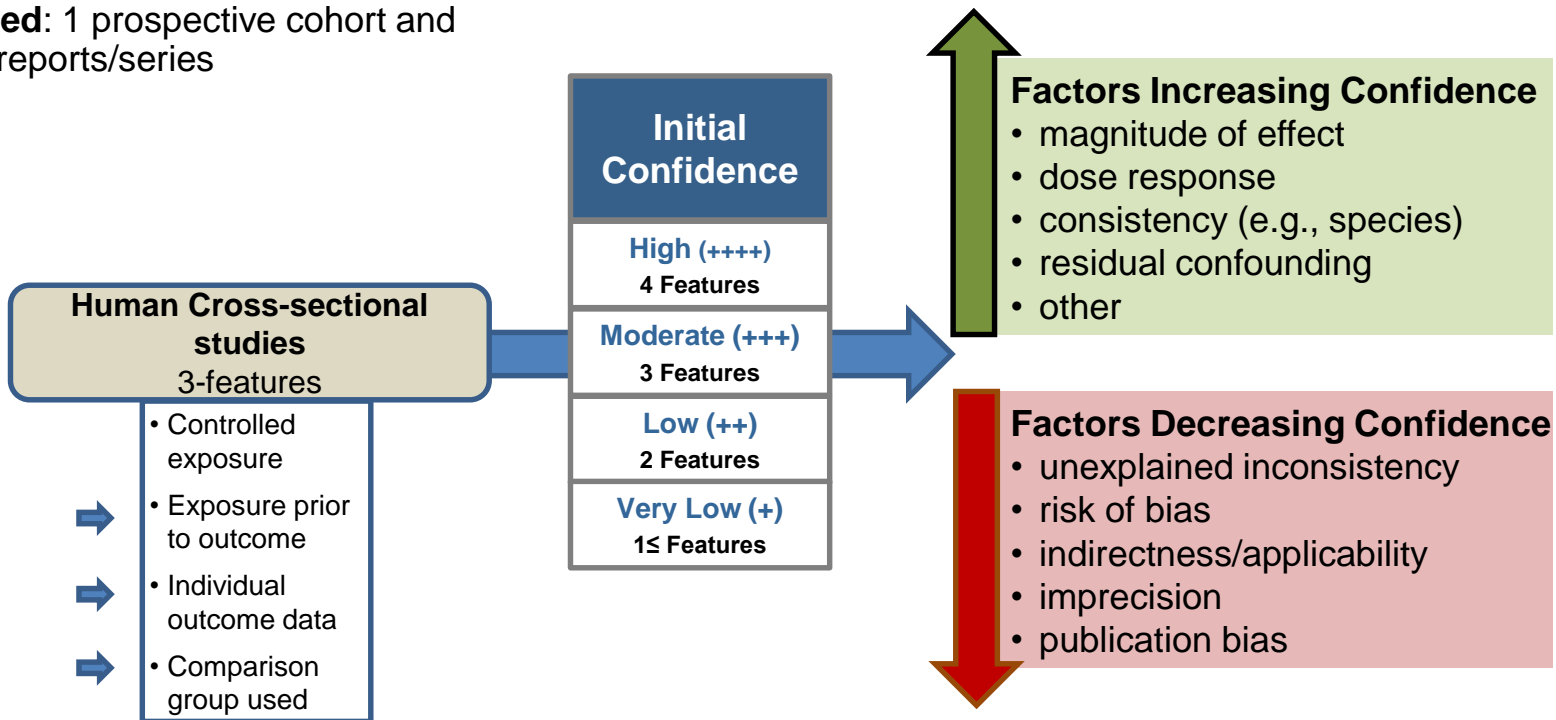 ed: 1 prospective cohort and
reports/series
Human Cross-sectional
studies
3-features
• Controlled
exposure
• Exposure prior
to outcome
• Individual
outcome data
• Comparison
group used
Initial
Confidence
High (++++)
4 Features
Moderate (+++)
3 Features
Low (++)
2 Features
Very Low (+)
1≤ Features
Factors Increasing Confidence
• magnitude of effect
• dose response
• consistency (e.g., species)
• residual confounding
• other
Factors Decreasing Confidence
• unexplained inconsistency
• risk of bias
• indirectness/applicability
• imprecision
• publication bias